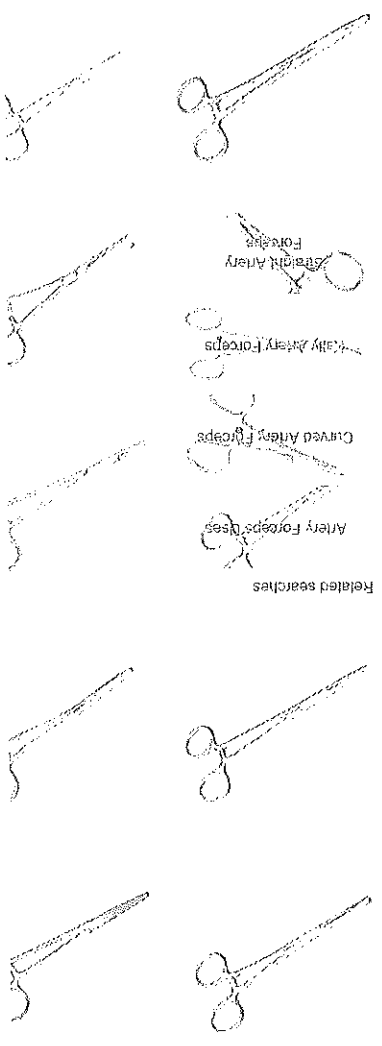 Related searches
Artery Forceps Uses
Curved Artery Forceps
Kelly Artery Forceps
Straight Artery
Forceps